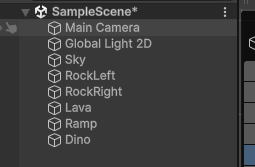 SampleScene*
Main Camera
Global Light 2D
Sky
RockLeft
RockRight
Lava
Ramp
Dino